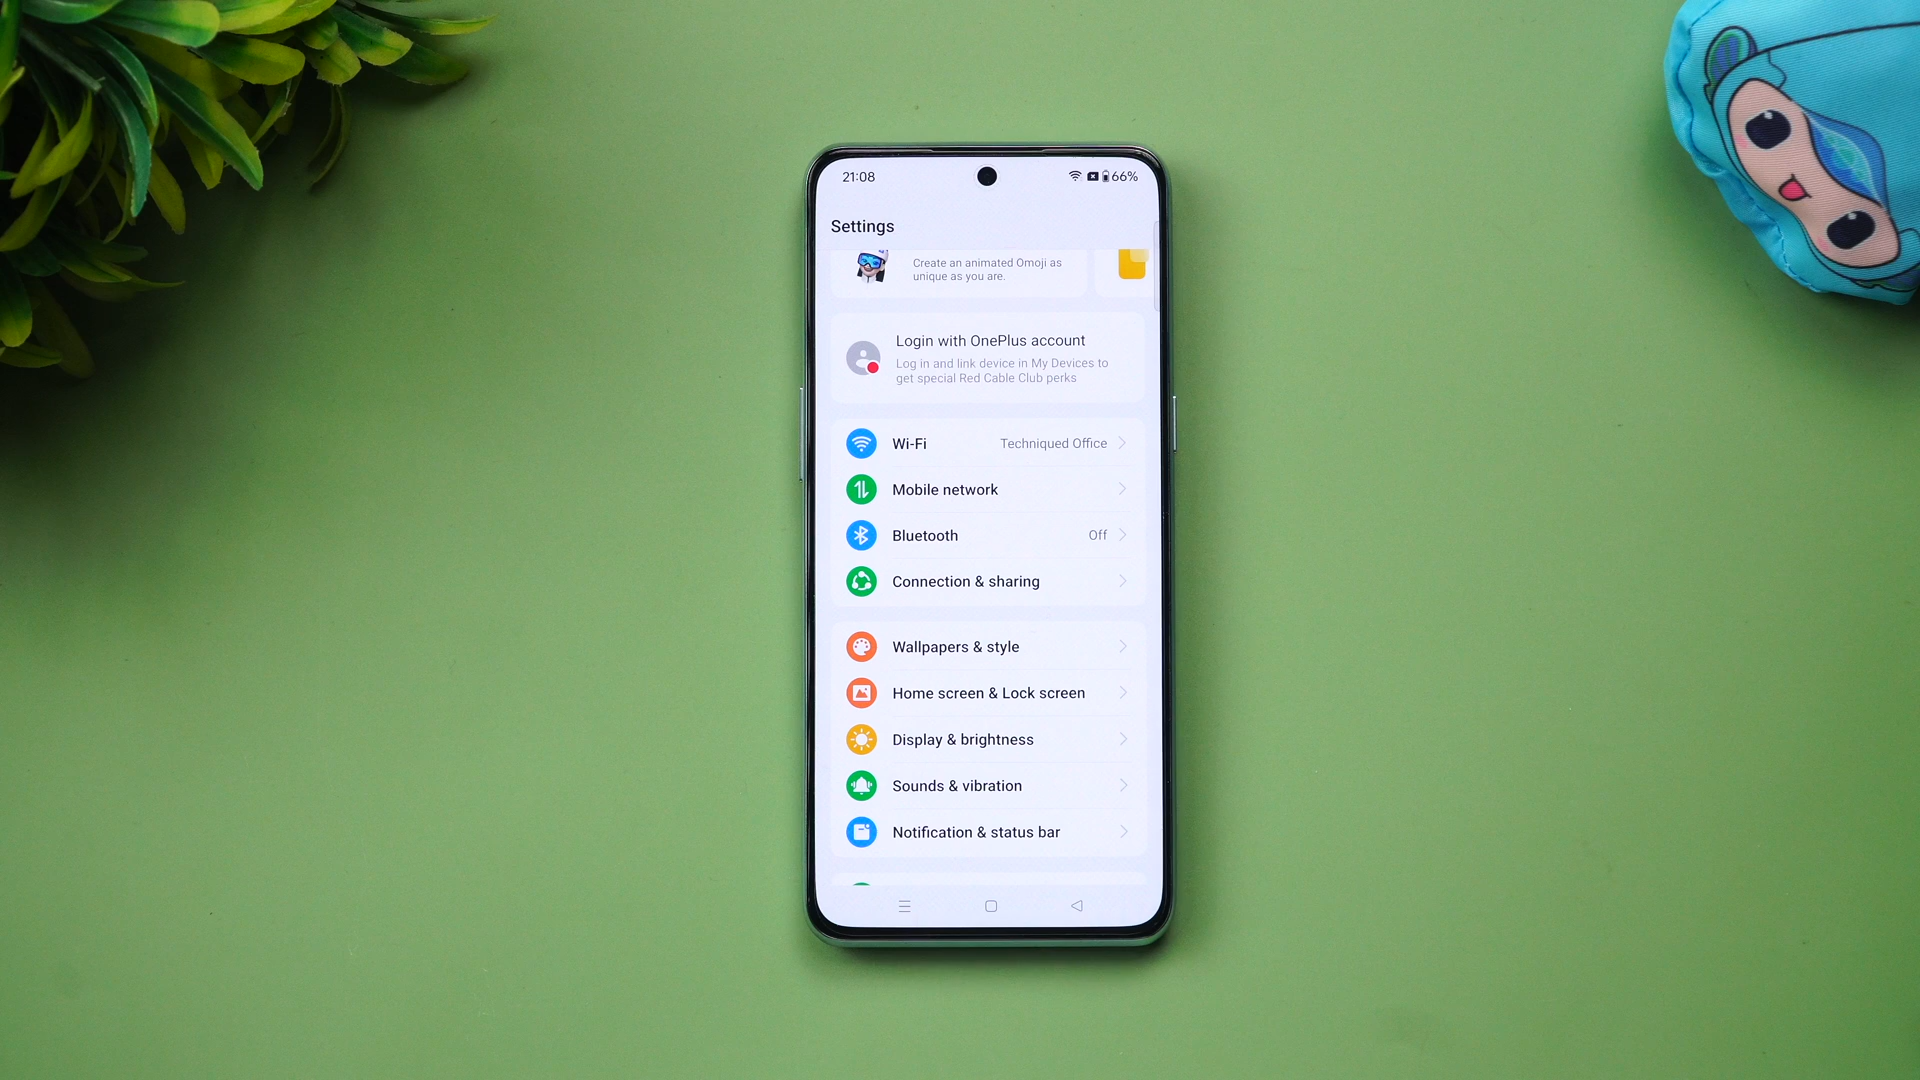 21:08
66%
Settings
Create an animated Omoji as
unique as you are.
Login with OnePlus account
Log in and link device in My Devices to
get special Red Cable Club perks
Wi-Fi
Techniqued Office
Mobile network
Bluetooth
Off
Connection & sharing
Wallpapers & style
Home screen & Lock screen
Display & brightness
Sounds & vibration
Notification & status bar